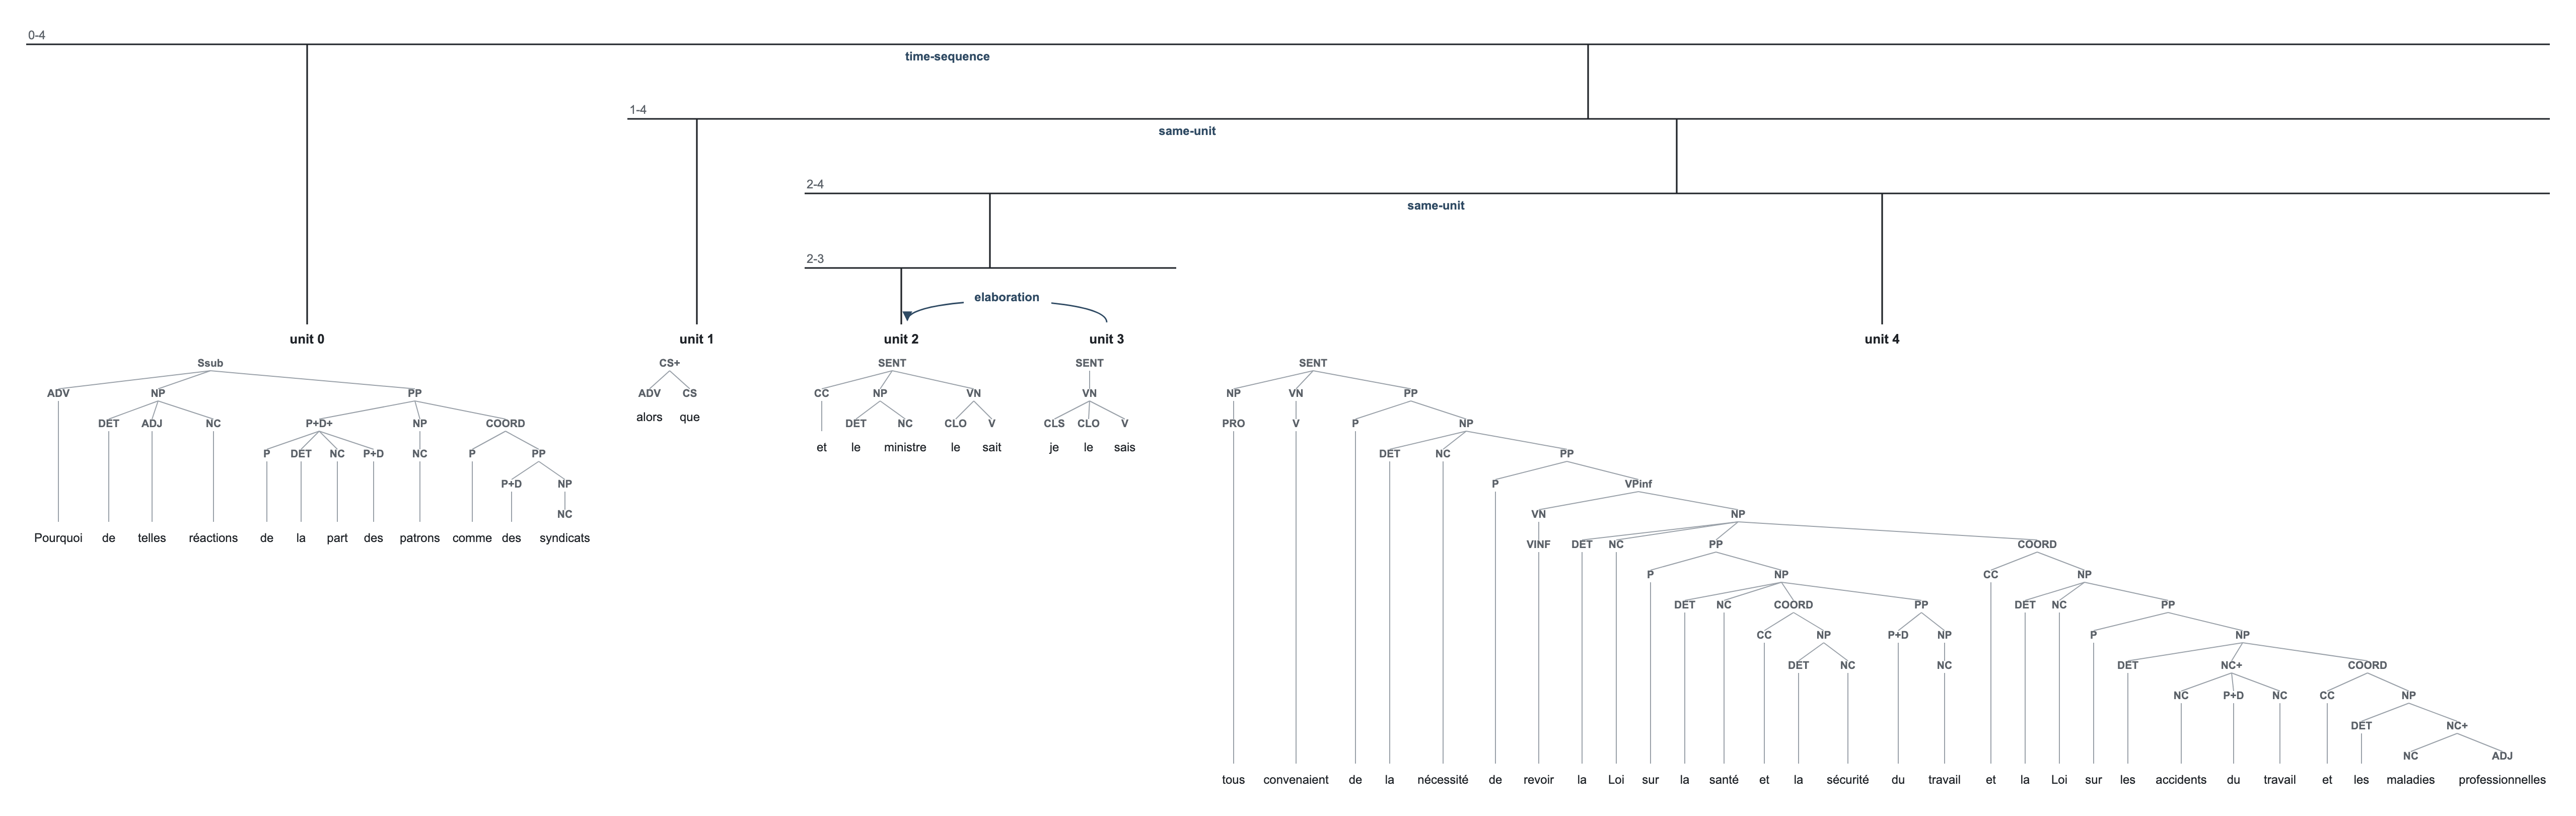 0-4
time-sequence
1-4
same-unit
2-4
same-unit
2-3
elaboration
unit 0 unit 1 unit 2 unit 3 unit 4
Ssub CS+ SENT SENT SENT
ADV NP PP ADV CS CC NP VN VN NP VN PP
alors que
DET ADJ NC P+D+ NP COORD DET NC CLO V CLS CLO V PRO V P NP
et le ministre le sait je le sais
P DET NC P+D NC P PP DET NC PP
P+D NP P VPinf
NC VN NP
Pourquoi de telles réactions de la part des patrons comme des syndicats
VINF DET NC PP COORD
P NP CC NP
DET NC COORD PP DET NC PP
CC NP P+D NP P NP
DET NC NC DET NC+ COORD
NC P+D NC CC NP
DET NC+
NC ADJ
tous convenaient de la nécessité de revoir la Loi sur la santé et la sécurité du travail et la Loi sur les accidents du travail et les maladies professionnelles